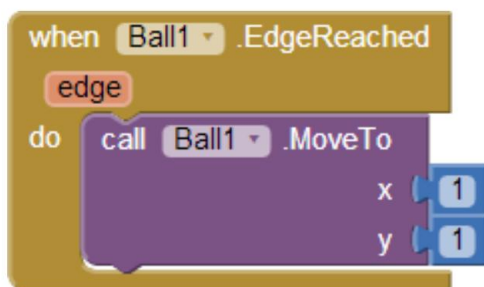 when Ball1 .EdgeReached
edge
do call Ball1 .MoveTo
x 1
y 1